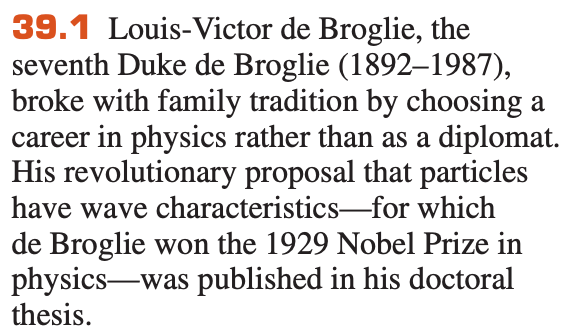 39.1 Louis-Victor de Broglie, the
seventh Duke de Broglie (1892–1987),
broke with family tradition by choosing a
career in physics rather than as a diplomat.
His revolutionary proposal that particles
have wave characteristics—for which
de Broglie won the 1929 Nobel Prize in
physics—was published in his doctoral
thesis.